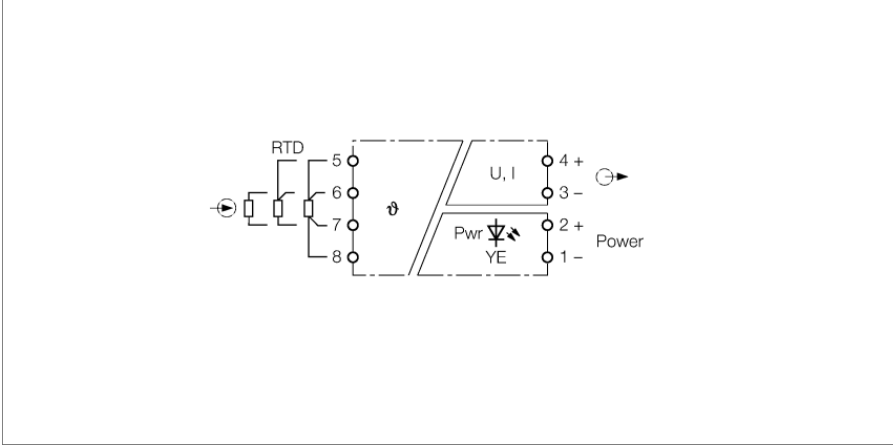 RTD
5
6
7
8
ϑ
U, I
4 +
3 –
Pwr
YE
2 +
1 –
Power